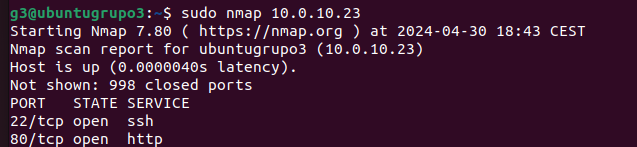 g3@ubuntugrupo3:~$ sudo nmap 10.0.10.23
Starting Nmap 7.80 ( https://nmap.org ) at 2024-04-30 18:43 CEST
Nmap scan report for ubuntugrupo3 (10.0.10.23)
Host is up (0.0000040s latency).
Not shown: 998 closed ports
PORT   STATE SERVICE
22/tcp open  ssh
80/tcp open  http